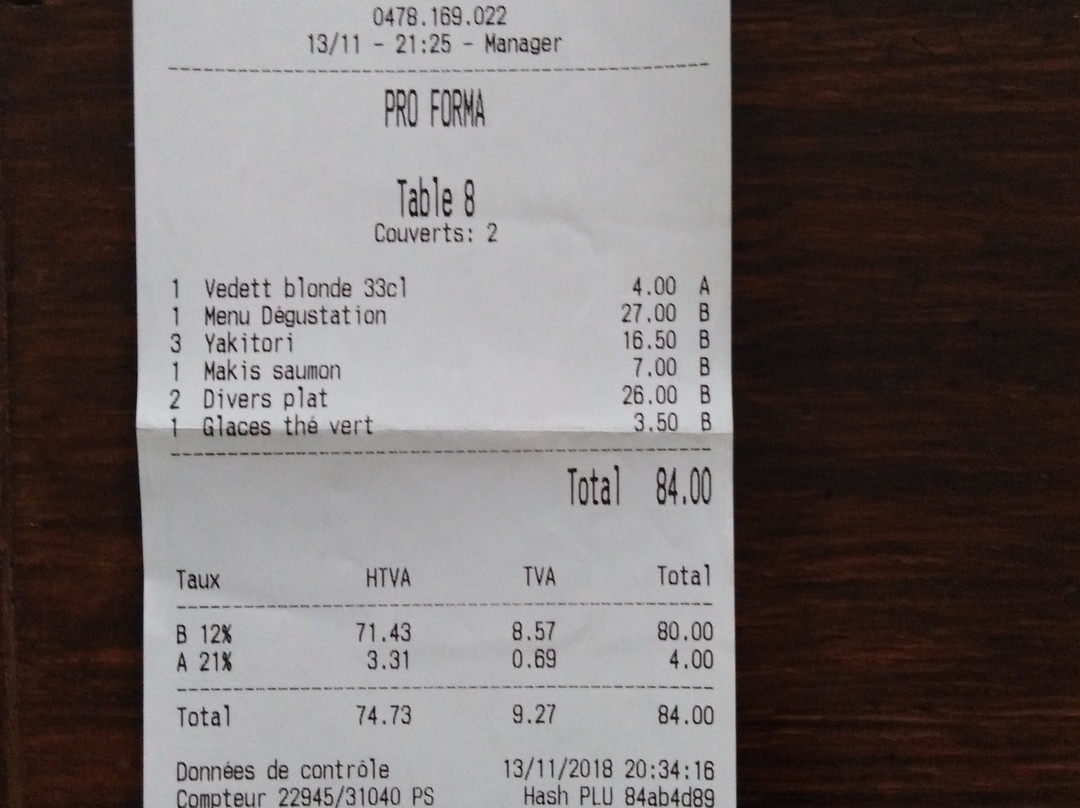 0478.169.022
13/11 - 21:25 - Manager
PRO FORMA
Table 8
Couverts: 2
1 Vedett blonde 33cl 4.00 A
1 Menu Dégustation 27.00 B
3 Yakitori 16.50 B
1 Makis saumon 7.00 B
2 Divers plat 26.00 B
1 Glaces thé vert 3.50 B
Total 84.00
Taux HTVA TVA Total
B 12% 71.43 8.57 80.00
A 21% 3.31 0.69 4.00
Total 74.73 9.27 84.00
Données de contrôle 13/11/2018 20:34:16
Compteur 22945/31040 PS Hash PLU 84ab4d89